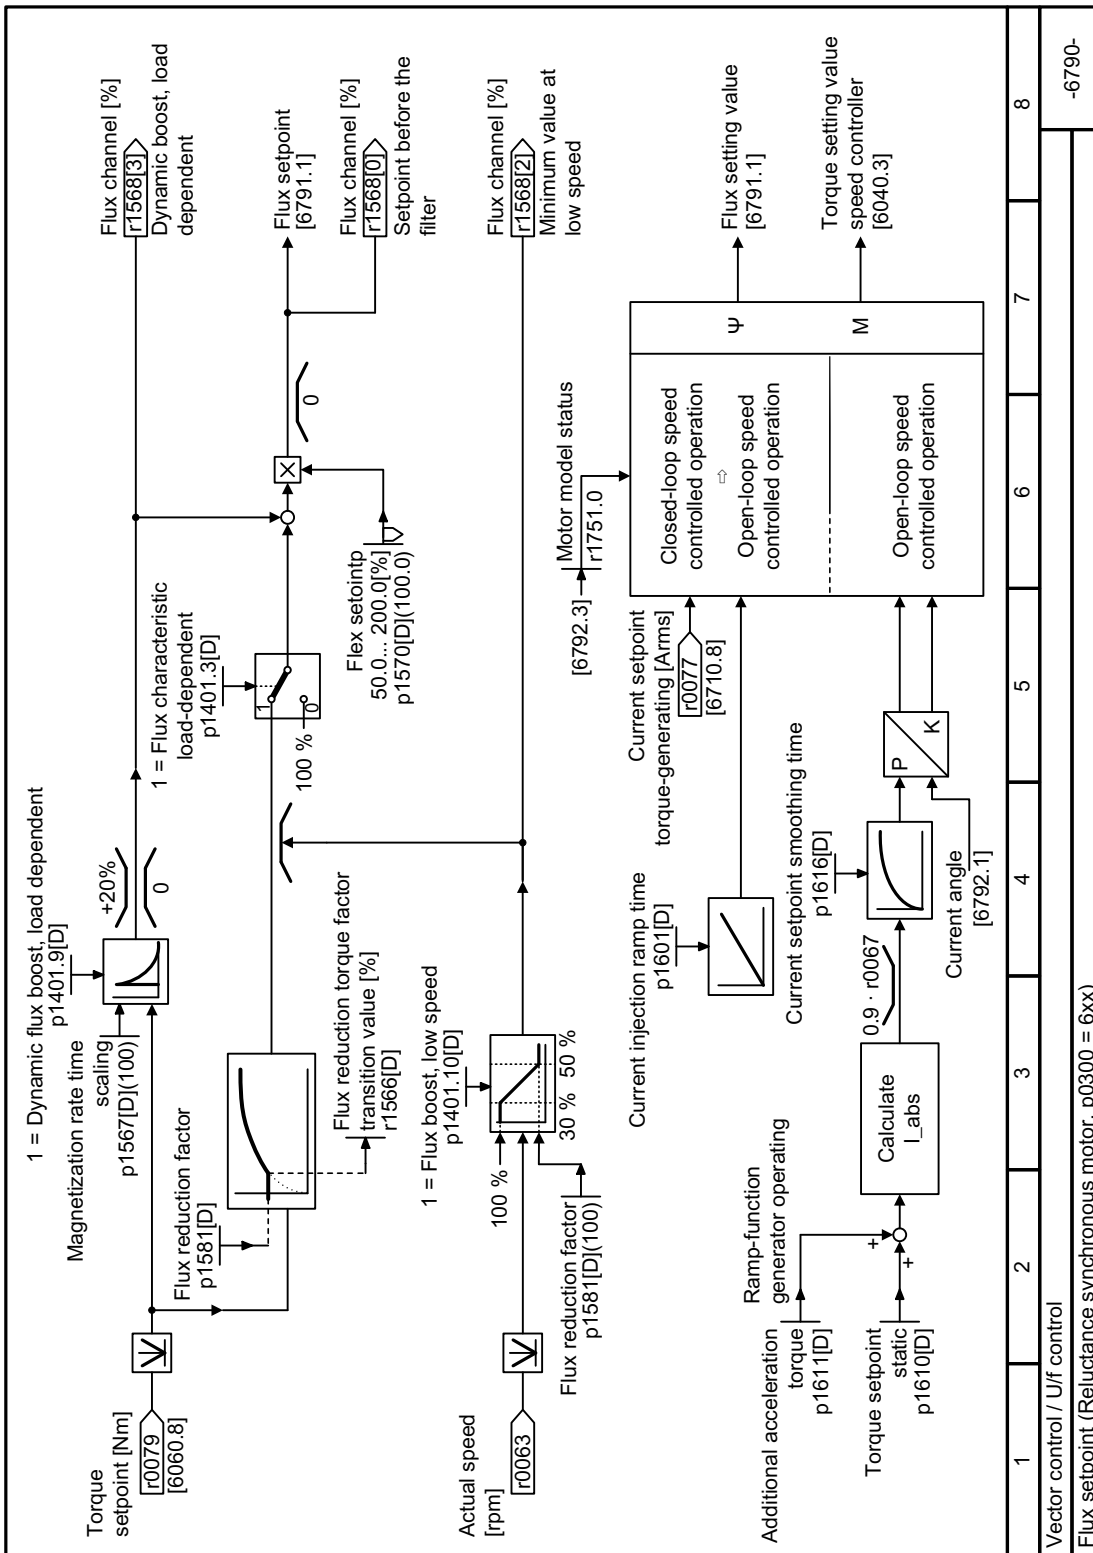 Torque
setpoint [Nm]
r0079
[6060.8]
1 = Dynamic flux boost, load dependent
p1401.9[D]
Magnetization rate time
scaling
p1567[D](100)
+20%
0
Flux channel [%]
r1568[3]
Dynamic boost, load
dependent
Flux reduction factor
p1581[D]
Flux reduction torque factor
transition value [%]
r1566[D]
1 = Flux characteristic
load-dependent
p1401.3[D]
1
0
100 %
Flex setointp
50.0... 200.0[%]
p1570[D](100.0)
X
0
Flux setpoint
[6791.1]
Flux channel [%]
r1568[0]
Setpoint before the
filter
Actual speed
[rpm]
r0063
1 = Flux boost, low speed
p1401.10[D]
100 %
30 %
50 %
Flux reduction factor
p1581[D](100)
Flux channel [%]
r1568[2]
Minimum value at
low speed
[6792.3]
Motor model status
r1751.0
Current setpoint
torque-generating [Arms]
r0077
[6710.8]
Current injection ramp time
p1601[D]
Closed-loop speed
controlled operation
⇨
Open-loop speed
controlled operation
Open-loop speed
controlled operation
Ψ
M
Flux setting value
[6791.1]
Torque setting value
speed controller
[6040.3]
Ramp-function
generator operating
Additional acceleration
torque
p1611[D]
Torque setpoint
static
p1610[D]
+
+
Calculate
I_abs
0.9 · r0067
Current setpoint smoothing time
p1616[D]
P
K
Current angle
[6792.1]
1
2
3
4
5
6
7
8
Vector control / U/f control
Flux setpoint (Reluctance synchronous motor, p0300 = 6xx)
-6790-